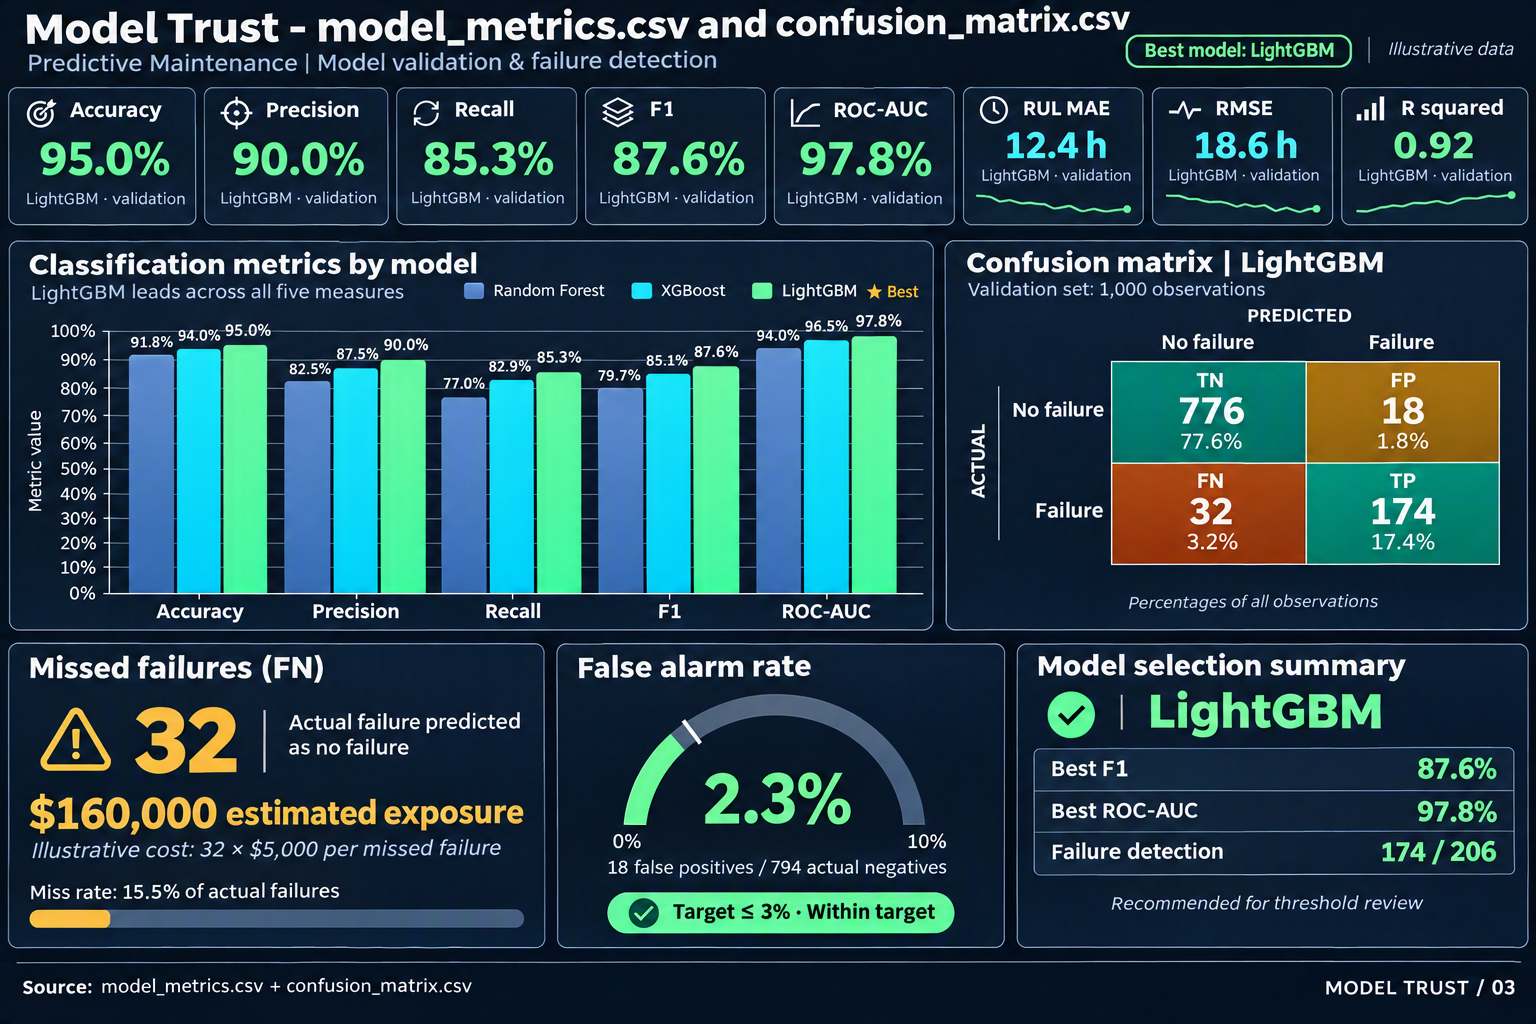 Model Trust - model_metrics.csv and confusion_matrix.csv
Predictive Maintenance | Model validation & failure detection
Best model: LightGBM
Illustrative data
Accuracy
95.0%
LightGBM · validation
Precision
90.0%
LightGBM · validation
Recall
85.3%
LightGBM · validation
F1
87.6%
LightGBM · validation
ROC-AUC
97.8%
LightGBM · validation
RUL MAE
12.4 h
LightGBM · validation
RMSE
18.6 h
LightGBM · validation
R squared
0.92
LightGBM · validation
Classification metrics by model
LightGBM leads across all five measures
Random Forest
XGBoost
LightGBM
★ Best
Metric value
100%
90%
80%
70%
60%
50%
40%
30%
20%
10%
0%
91.8% 94.0% 95.0%
82.5% 87.5% 90.0%
77.0% 82.9% 85.3%
79.7% 85.1% 87.6%
94.0% 96.5% 97.8%
Accuracy
Precision
Recall
F1
ROC-AUC
Confusion matrix | LightGBM
Validation set: 1,000 observations
PREDICTED
No failure
Failure
ACTUAL
No failure
TN
776
77.6%
FP
18
1.8%
Failure
FN
32
3.2%
TP
174
17.4%
Percentages of all observations
Missed failures (FN)
32
Actual failure predicted
as no failure
$160,000 estimated exposure
Illustrative cost: 32 × $5,000 per missed failure
Miss rate: 15.5% of actual failures
False alarm rate
2.3%
0%
10%
18 false positives / 794 actual negatives
Target ≤ 3% · Within target
Model selection summary
LightGBM
Best F1
87.6%
Best ROC-AUC
97.8%
Failure detection
174 / 206
Recommended for threshold review
Source: model_metrics.csv + confusion_matrix.csv
MODEL TRUST / 03